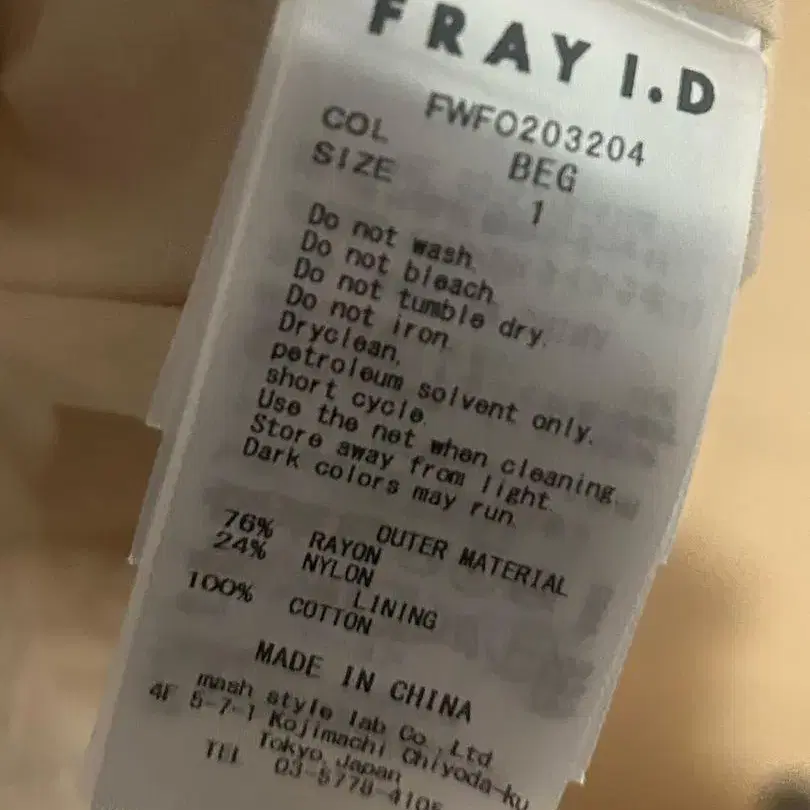 FRAY I.D
FWFO203204
COL BEG
SIZE 1
Do not wash.
Do not bleach.
Do not tumble dry.
Do not iron.
Dryclean,
petroleum solvent only.
short cycle.
Use the net when cleaning.
Store away from light.
Dark colors may run.
OUTER MATERIAL
76% RAYON
24% NYLON
LINING
100% COTTON
MADE IN CHINA
mash style lab Co.,Ltd.
4F 5-7-1 Kojimachi Chiyoda-ku
Tokyo,Japan
TEL 03-5778-4106